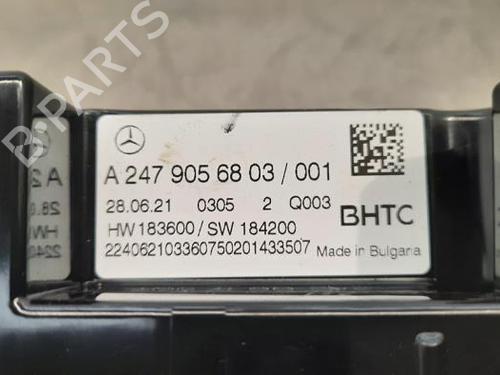 B-PARTS
A 247 905 68 03 / 001
28.06.21 0305 2 Q003
HW 183600 / SW 184200
224062103360750201433507
BHTC
Made in Bulgaria